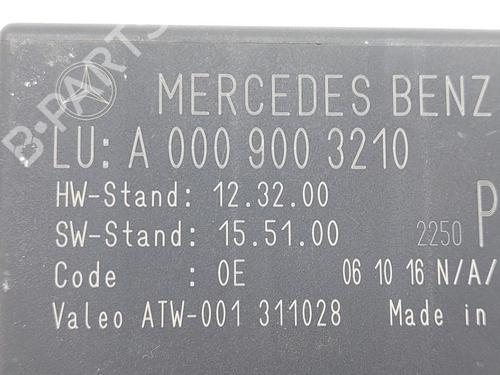 MERCEDES BENZ
LU: A 000 900 3210
HW-Stand: 12.32.00
SW-Stand: 15.51.00 2250 P
Code : 0E 06 10 16 N/A/
Valeo ATW-001 311028 Made in
B-PARTS